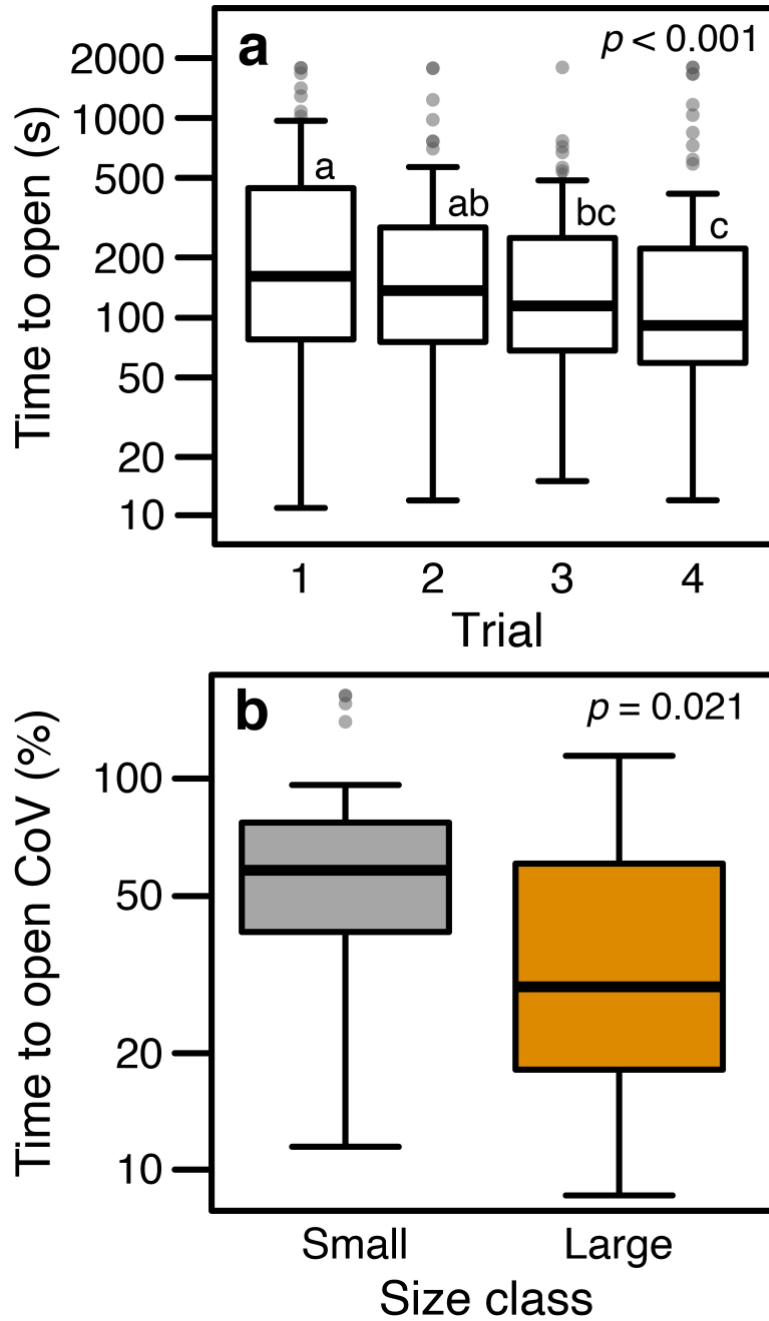 a
p < 0.001
Time to open (s)
2000
1000
500
200
100
50
20
10
a
ab
bc
c
1 2 3 4
Trial
b
p = 0.021
Time to open CoV (%)
100
50
20
10
Small Large
Size class